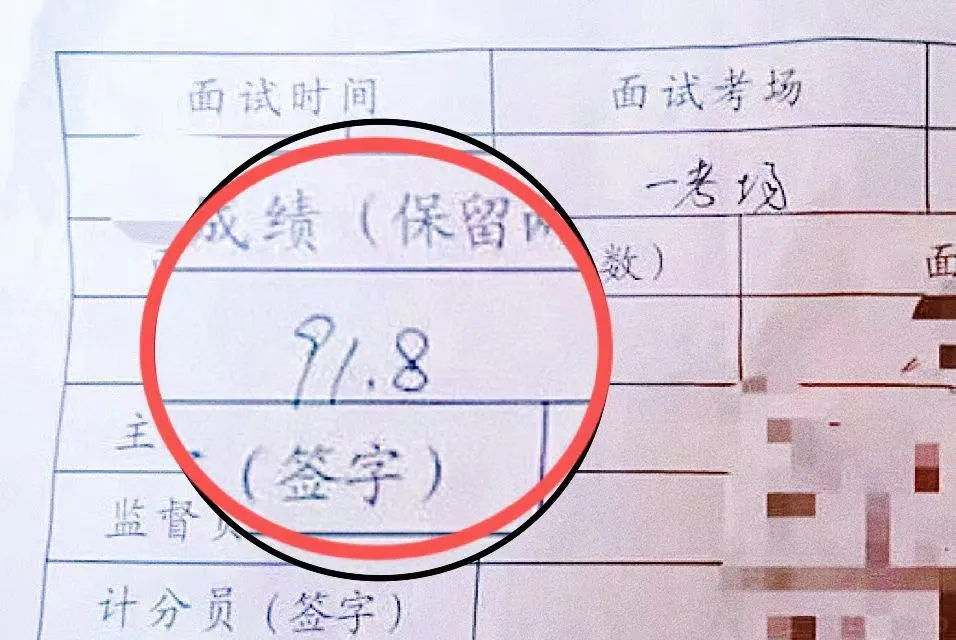 面试时间 面试考场
一考场
成绩（保留 数） 面
91.8
主 （签字）
监督员
计分员（签字）